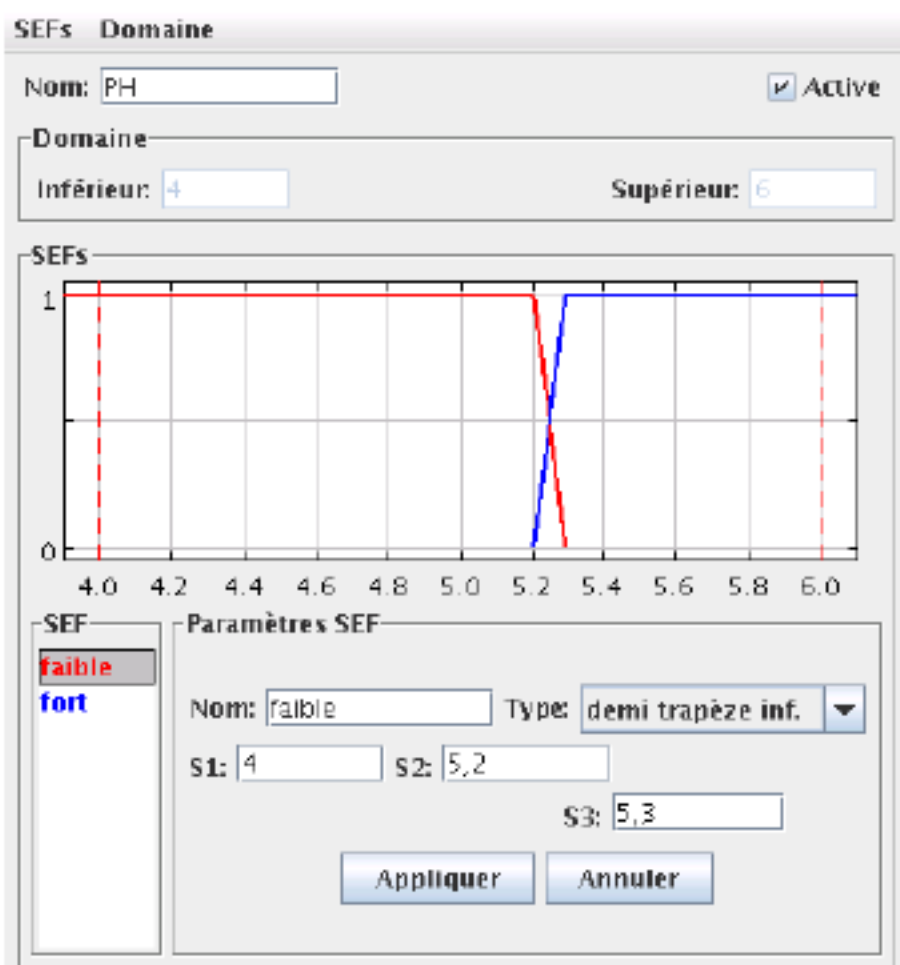 SEFs Domaine
Nom: PH Active
Domaine
Inférieur: 4 Supérieur: 6
SEFs
1
0
4.0 4.2 4.4 4.6 4.8 5.0 5.2 5.4 5.6 5.8 6.0
SEF Paramètres SEF
faible
fort
Nom: faible Type: demi trapèze inf.
S1: 4 S2: 5,2
S3: 5,3
Appliquer Annuler